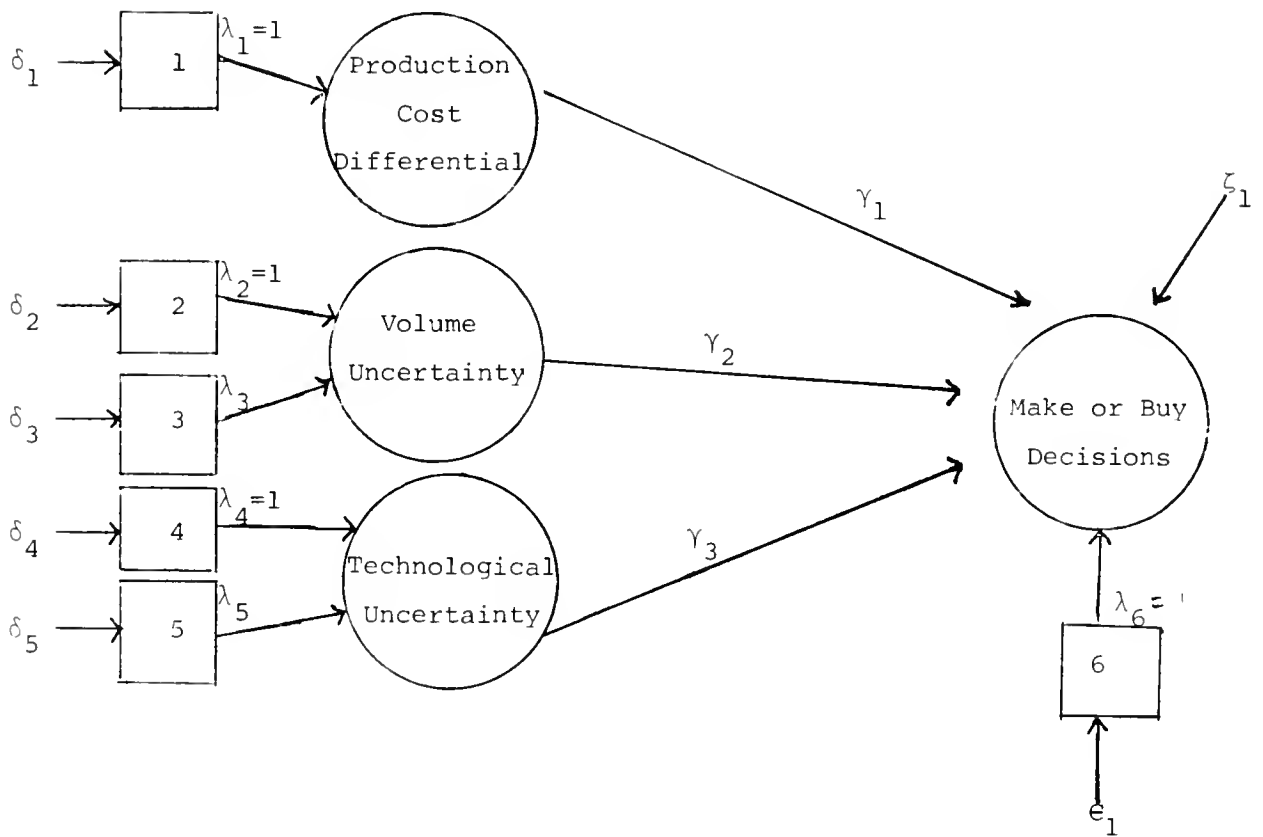 δ1
1
λ1=1
Production
Cost
Differential
γ1
ζ1
δ2
2
λ2=1
Volume
Uncertainty
γ2
δ3
3
λ3
Make or Buy
Decisions
δ4
4
λ4=1
Technological
Uncertainty
γ3
δ5
5
λ5
λ6=
6
ϵ1